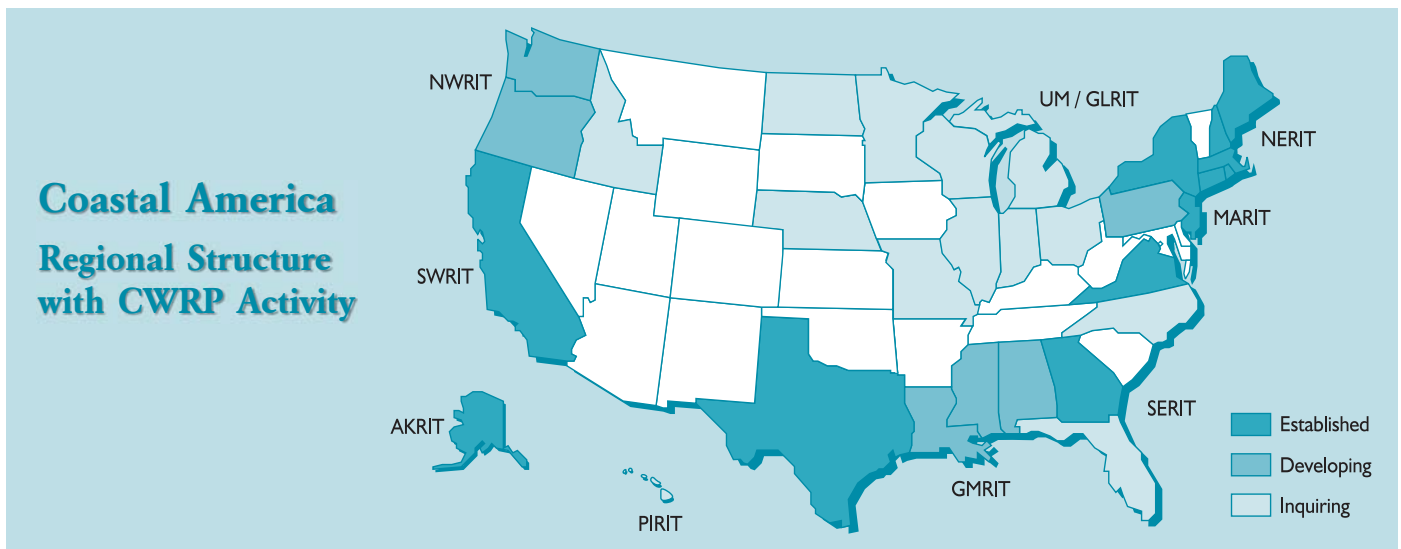 Coastal America
Regional Structure
with CWRP Activity
NWRIT
UM / GLRIT
NERIT
MARIT
SWRIT
SERIT
AKRIT
GMRIT
PIRIT
Established
Developing
Inquiring